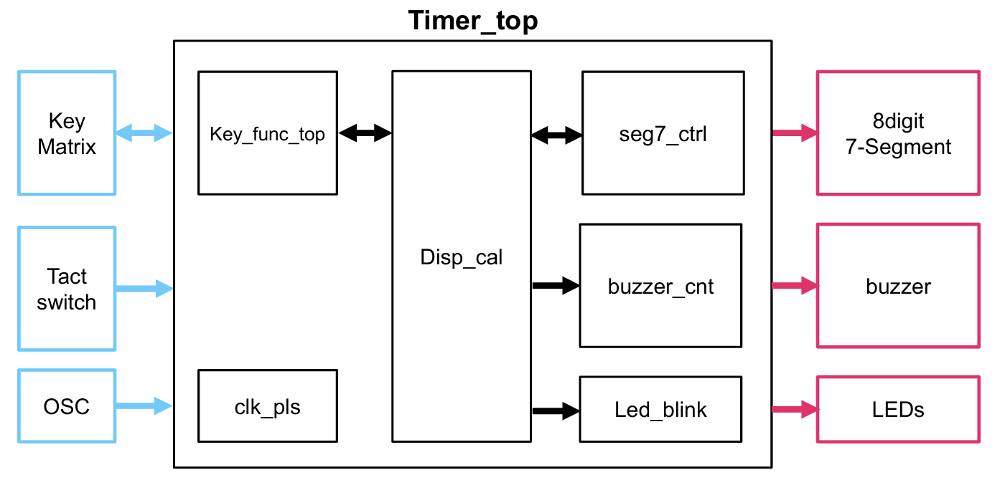 Timer_top
Key
Matrix
Key_func_top
seg7_ctrl
8digit
7-Segment
Tact
switch
Disp_cal
buzzer_cnt
buzzer
OSC
clk_pls
Led_blink
LEDs